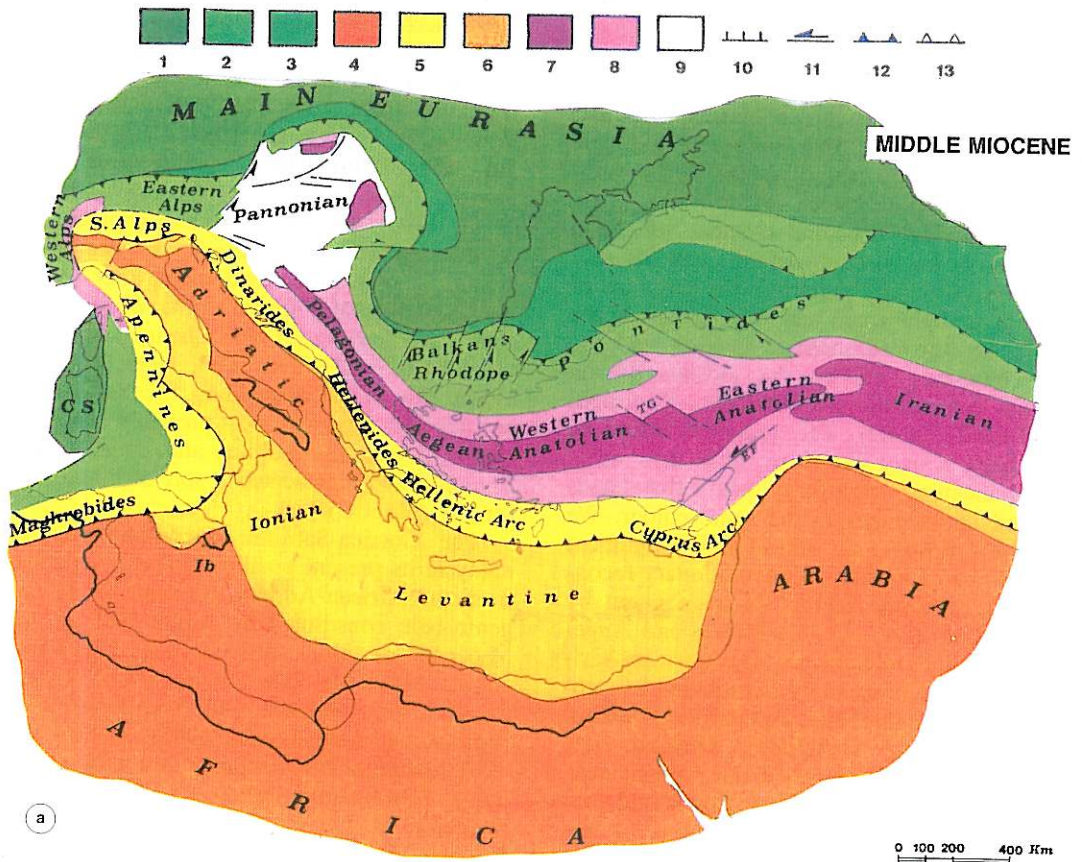 1 2 3 4 5 6 7 8 9 10 11 12 13
MAIN EURASIA
MIDDLE MIOCENE
Eastern
Alps
Pannonian
Western
Alps
S. Alps
Dinarides
Adriatic
Apennines
Pelagonian
Balkans
Rhodope
Pontides
CS
Hellenides
Aegean
Western
Anatolian
TG
Eastern
Anatolian
Iranian
EF
Maghrebides
Ionian
Hellenic Arc
Cyprus Arc
Ib
Levantine
ARABIA
AFRICA
a
0 100 200 400 Km